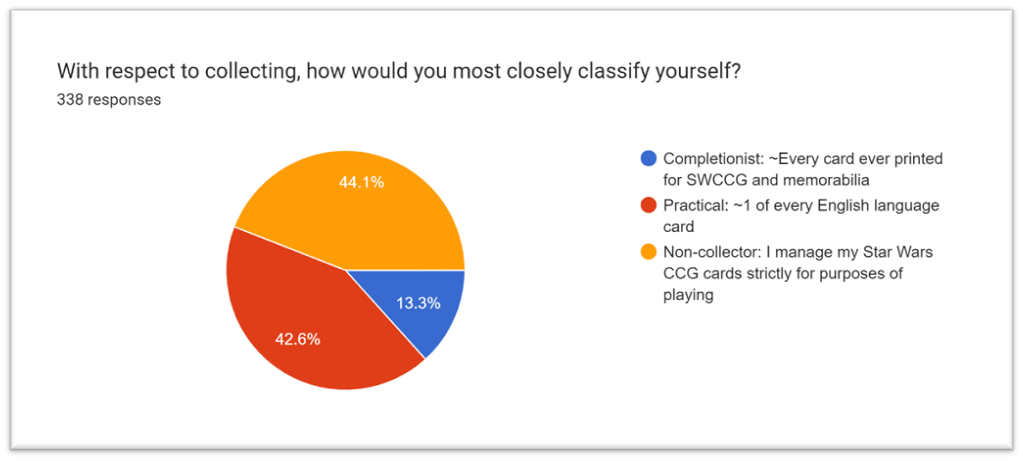 With respect to collecting, how would you most closely classify yourself?
338 responses
44.1%
13.3%
42.6%
Completionist: ~Every card ever printed
for SWCCG and memorabilia
Practical: ~1 of every English language
card
Non-collector: I manage my Star Wars
CCG cards strictly for purposes of
playing